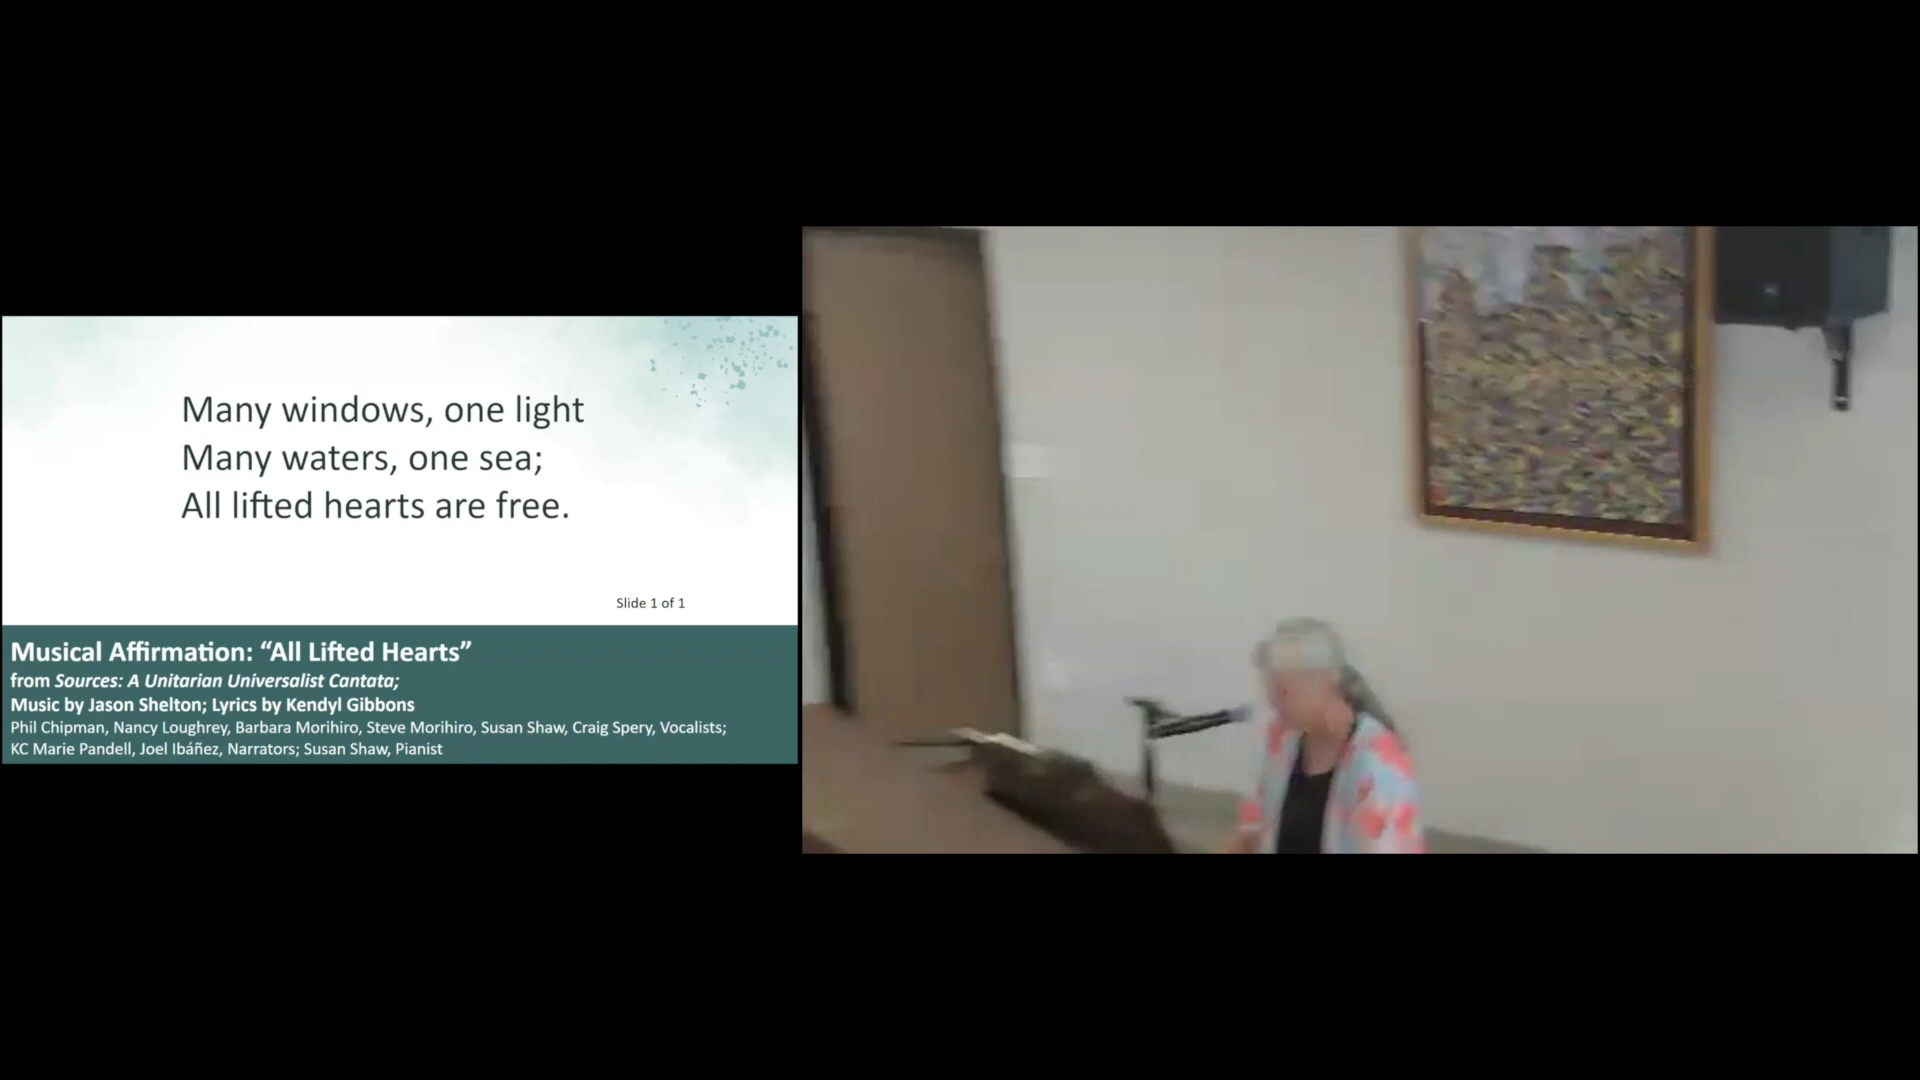 Many windows, one light
Many waters, one sea;
All lifted hearts are free.
Slide 1 of 1
Musical Affirmation: “All Lifted Hearts”
from Sources: A Unitarian Universalist Cantata;
Music by Jason Shelton; Lyrics by Kendyl Gibbons
Phil Chipman, Nancy Loughrey, Barbara Morihiro, Steve Morihiro, Susan Shaw, Craig Spery, Vocalists;
KC Marie Pandell, Joel Ibáñez, Narrators; Susan Shaw, Pianist